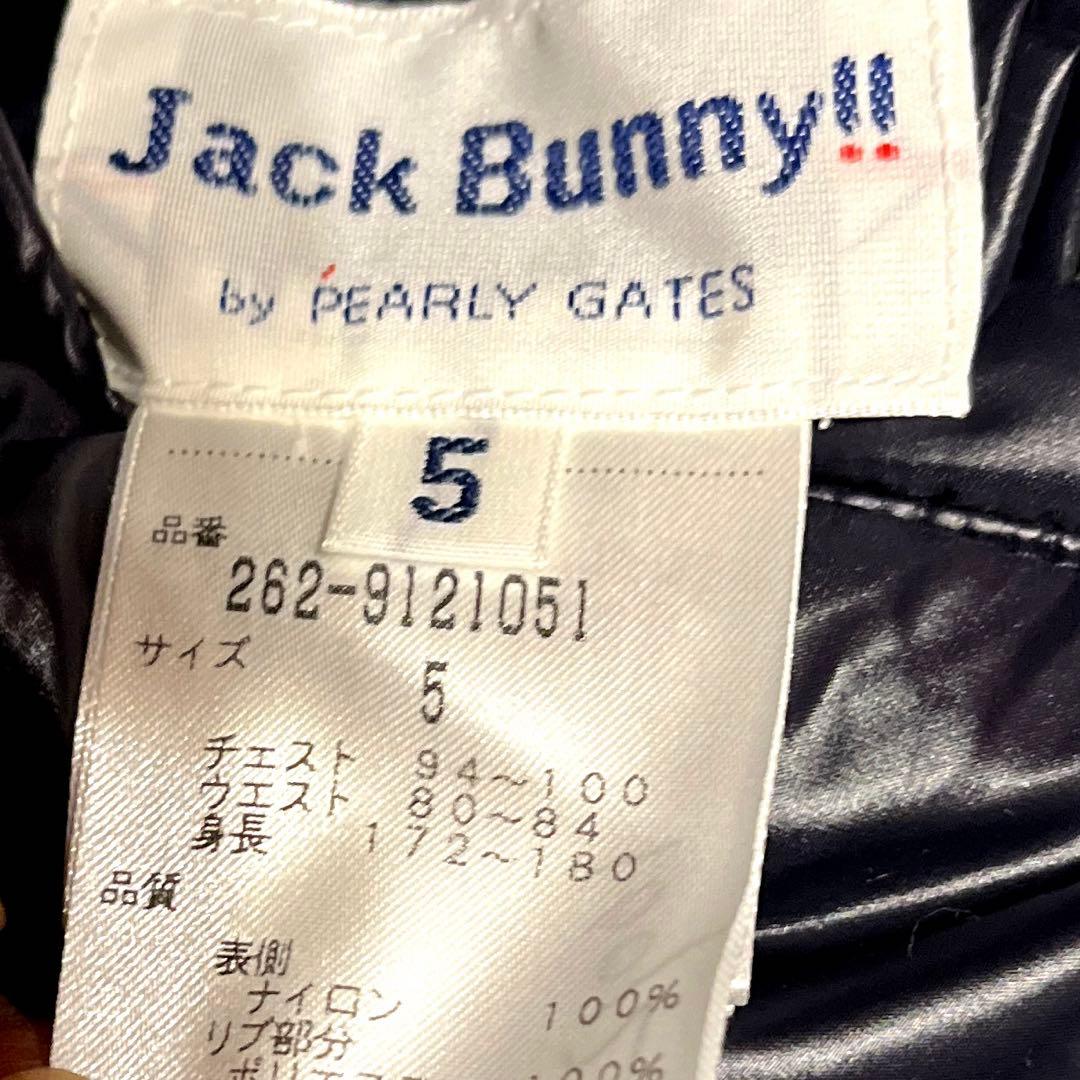 Jack Bunny!!
by PEARLY GATES
5
品番
262-9121051
サイズ
5
チェスト 94～100
ウエスト 80～84
身長 172～180
品質
表側
ナイロン 100%
リブ部分
100%